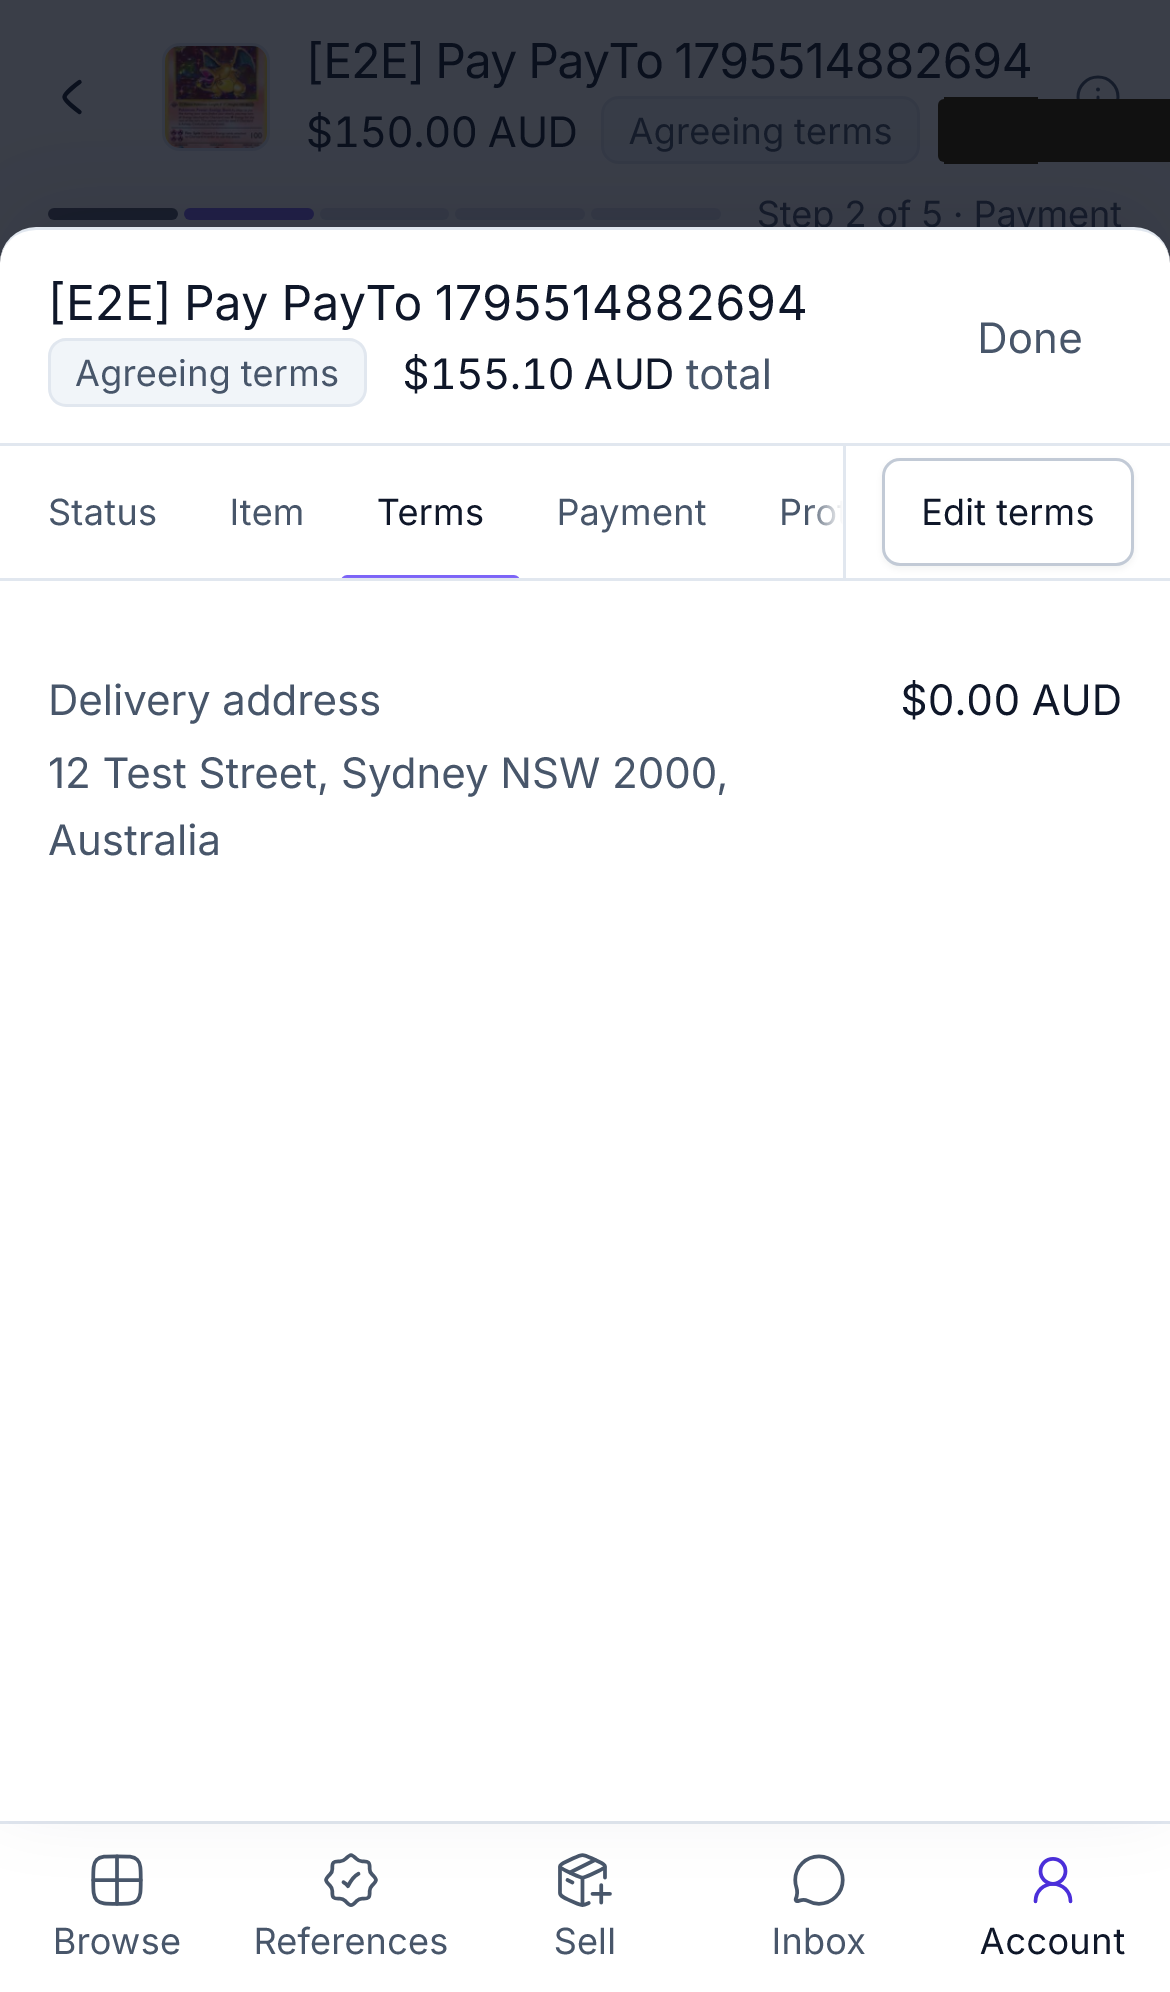 [E2E] Pay PayTo 1795514882694
$150.00 AUD Agreeing terms
Step 2 of 5 · Payment
[E2E] Pay PayTo 1795514882694
Agreeing terms $155.10 AUD total
Done
Status Item Terms Payment Pro
Edit terms
Delivery address $0.00 AUD
12 Test Street, Sydney NSW 2000,
Australia
Browse References Sell Inbox Account